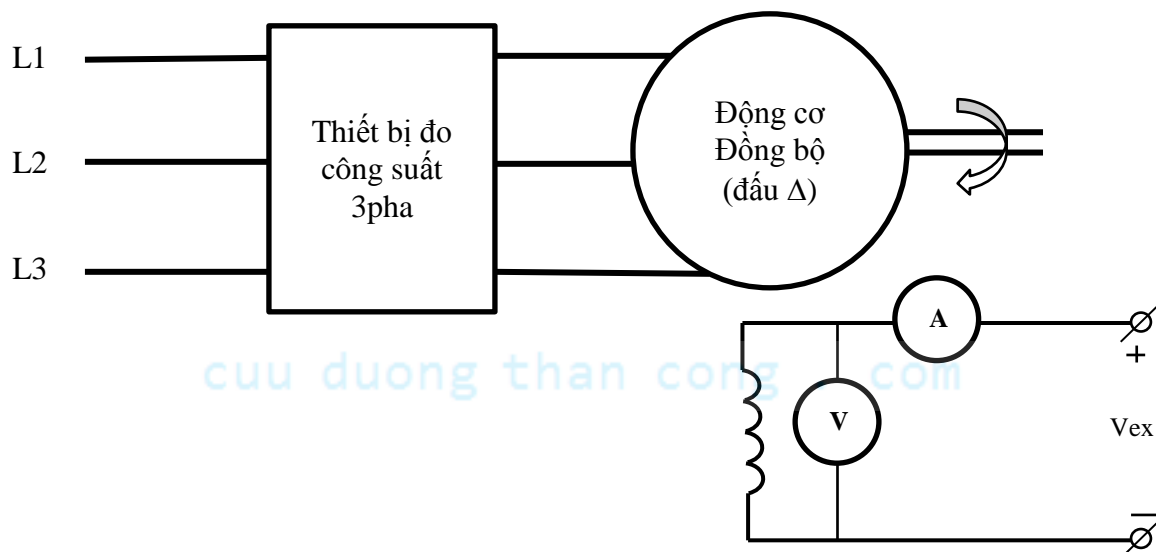 L1
L2
L3
Thiết bị đo
công suất
3pha
Động cơ
Đồng bộ
(đấu Δ)
A
+
cuu duong than cong . com
V
Vex